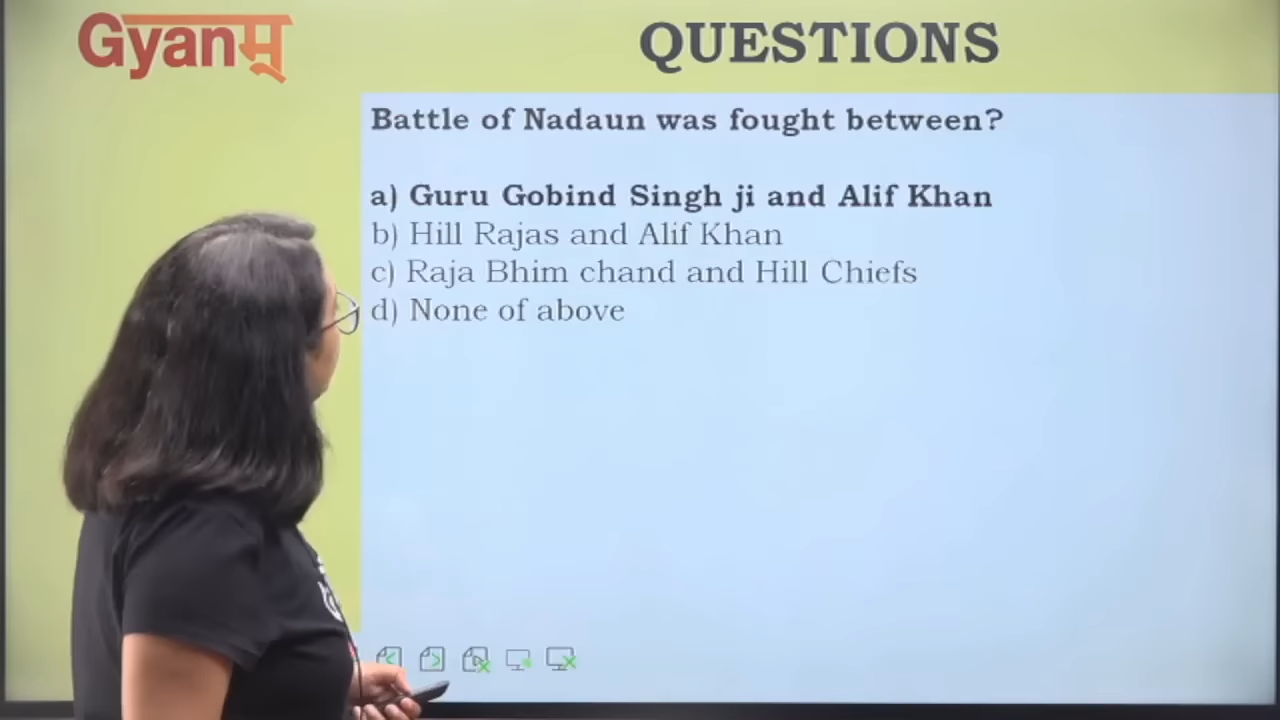 Gyanम्
QUESTIONS
Battle of Nadaun was fought between?
a) Guru Gobind Singh ji and Alif Khan
b) Hill Rajas and Alif Khan
c) Raja Bhim chand and Hill Chiefs
d) None of above